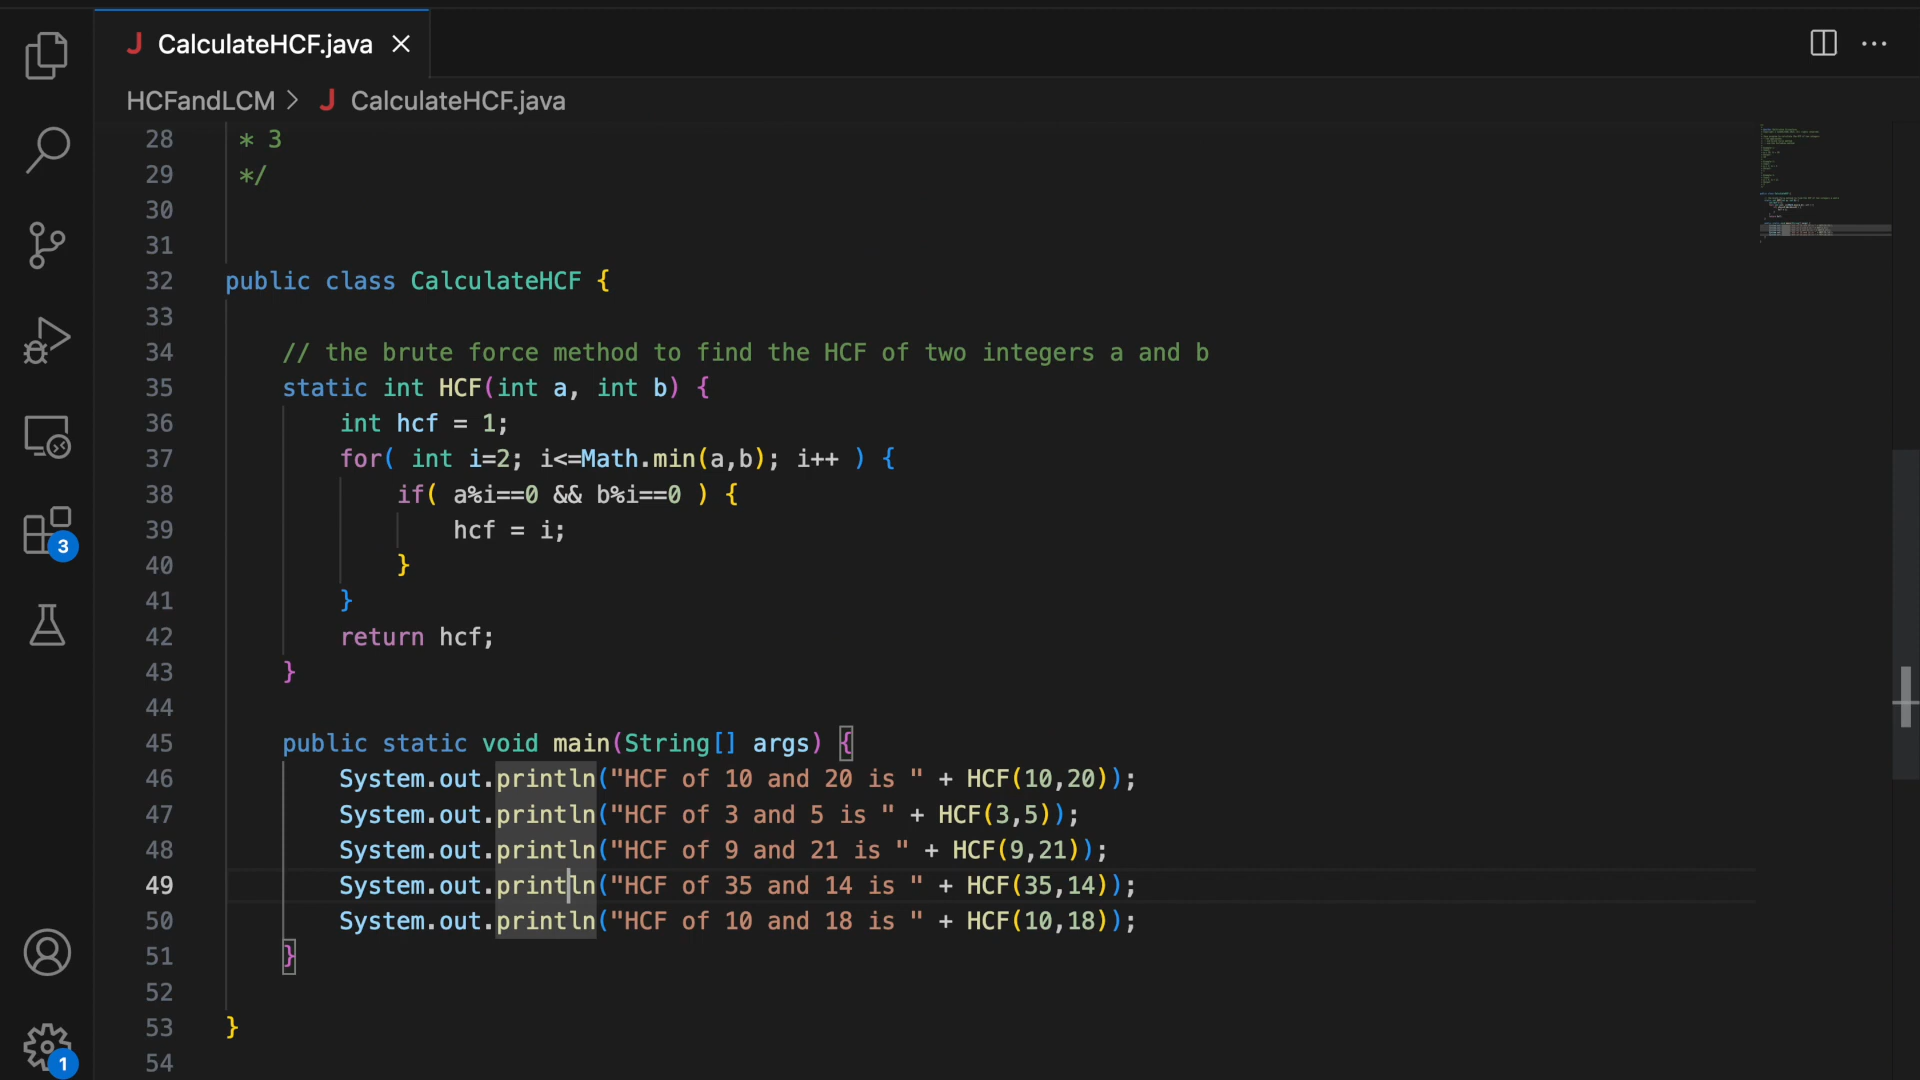 J CalculateHCF.java
HCFandLCM > J CalculateHCF.java
28 * 3
29 */
30
31
32 public class CalculateHCF {
33
34 // the brute force method to find the HCF of two integers a and b
35 static int HCF(int a, int b) {
36 int hcf = 1;
37 for( int i=2; i<=Math.min(a,b); i++ ) {
38 if( a%i==0 && b%i==0 ) {
39 hcf = i;
40 }
41 }
42 return hcf;
43 }
44
45 public static void main(String[] args) {
46 System.out.println("HCF of 10 and 20 is " + HCF(10,20));
47 System.out.println("HCF of 3 and 5 is " + HCF(3,5));
48 System.out.println("HCF of 9 and 21 is " + HCF(9,21));
49 System.out.println("HCF of 35 and 14 is " + HCF(35,14));
50 System.out.println("HCF of 10 and 18 is " + HCF(10,18));
51 }
52
53 }
54
3
1